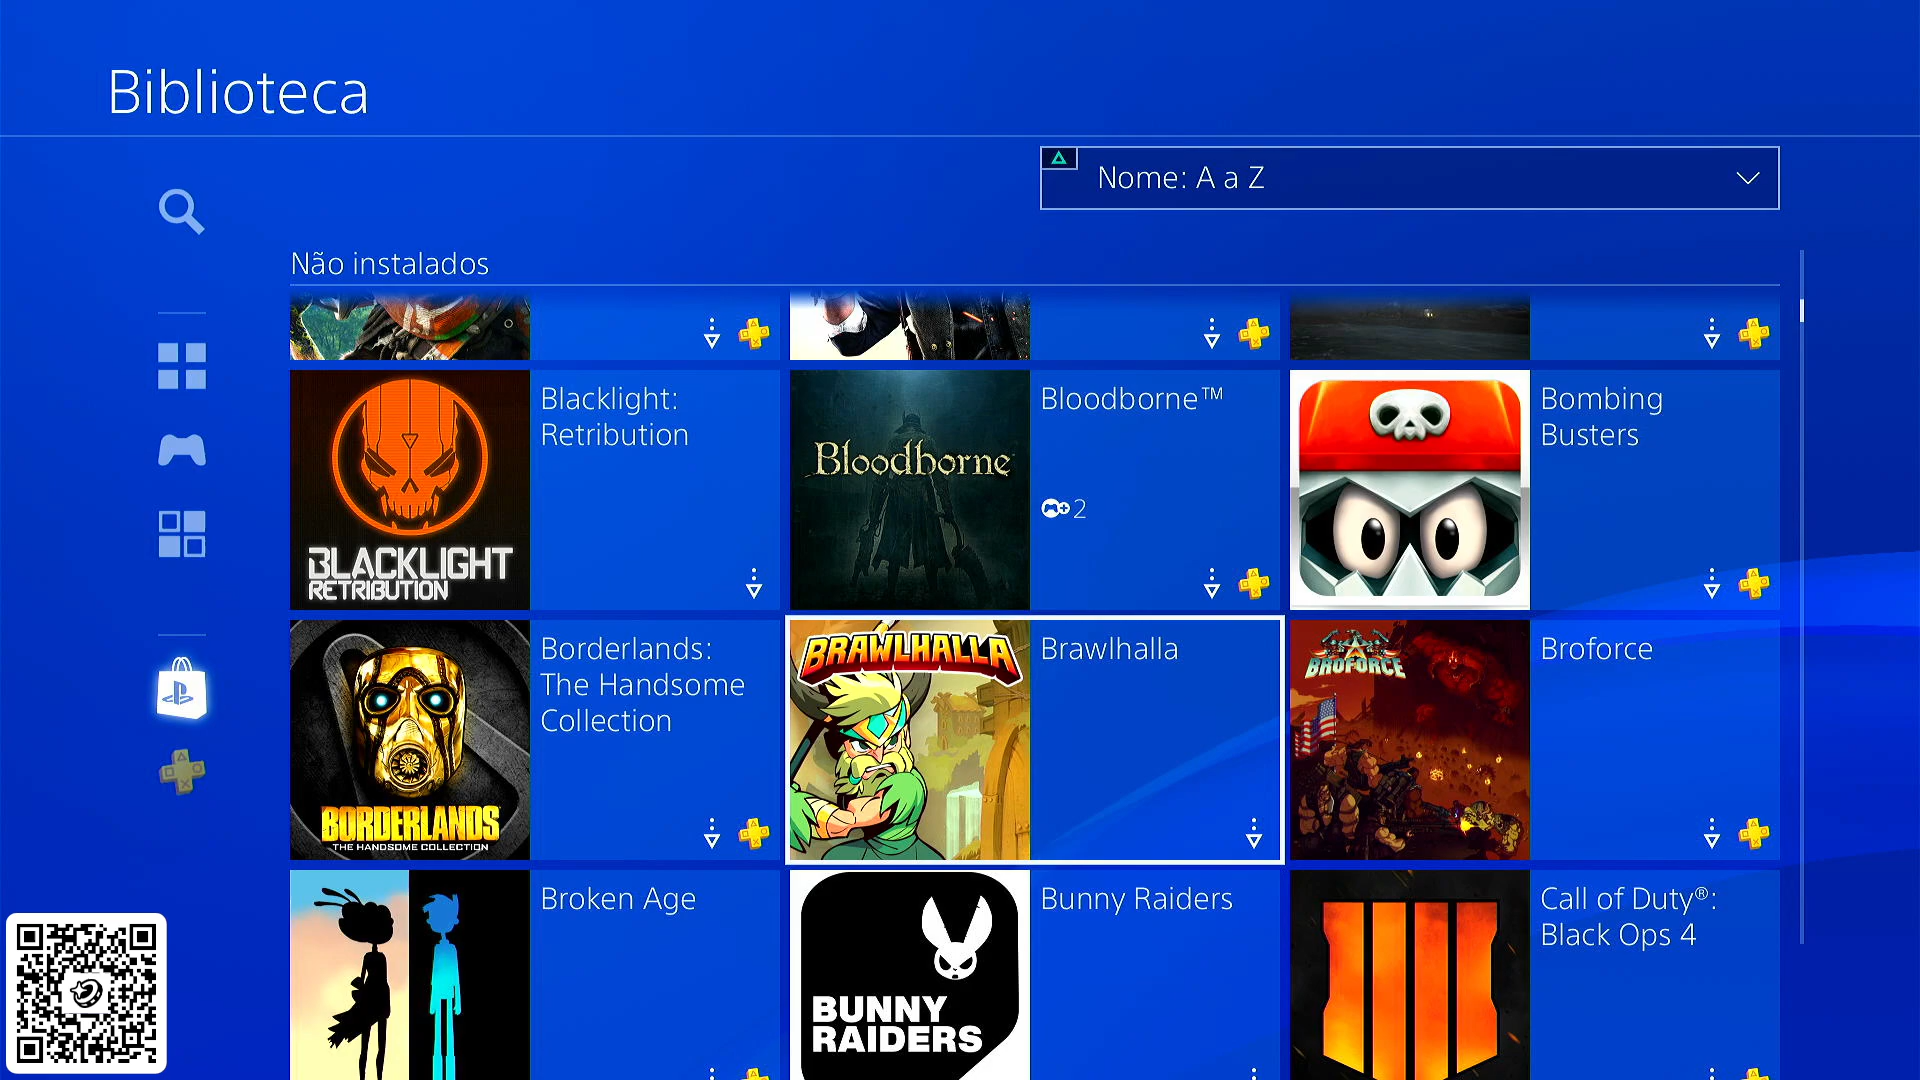 Biblioteca
Nome: A a Z
Não instalados
BLACKLIGHT
RETRIBUTION
Blacklight:
Retribution
Bloodborne
Bloodborne™
2
Bombing
Busters
BORDERLANDS
THE HANDSOME COLLECTION
Borderlands:
The Handsome
Collection
BRAWLHALLA
Brawlhalla
BROFORCE
Broforce
Broken Age
BUNNY
RAIDERS
Bunny Raiders
Call of Duty®:
Black Ops 4